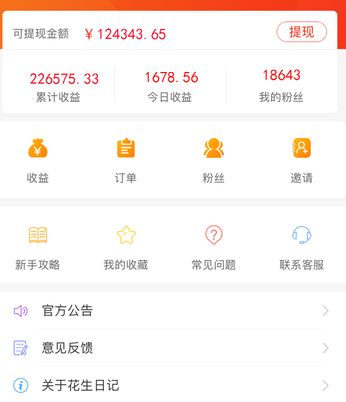 可提现金额 ￥124343.65 提现
226575.33 1678.56 18643
累计收益 今日收益 我的粉丝
收益 订单 粉丝 邀请
新手攻略 我的收藏 常见问题 联系客服
官方公告
意见反馈
关于花生日记